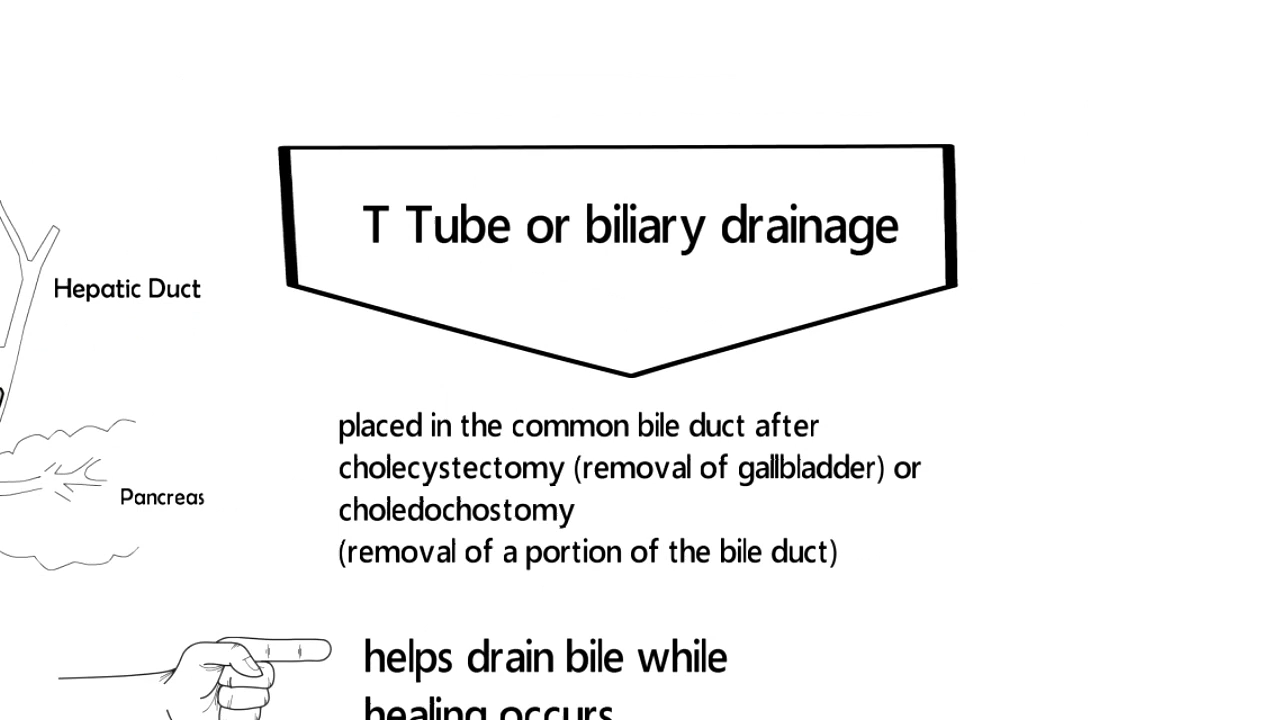 T Tube or biliary drainage
Hepatic Duct
placed in the common bile duct after
cholecystectomy (removal of gallbladder) or
choledochostomy
(removal of a portion of the bile duct)
Pancreas
helps drain bile while
healing occurs